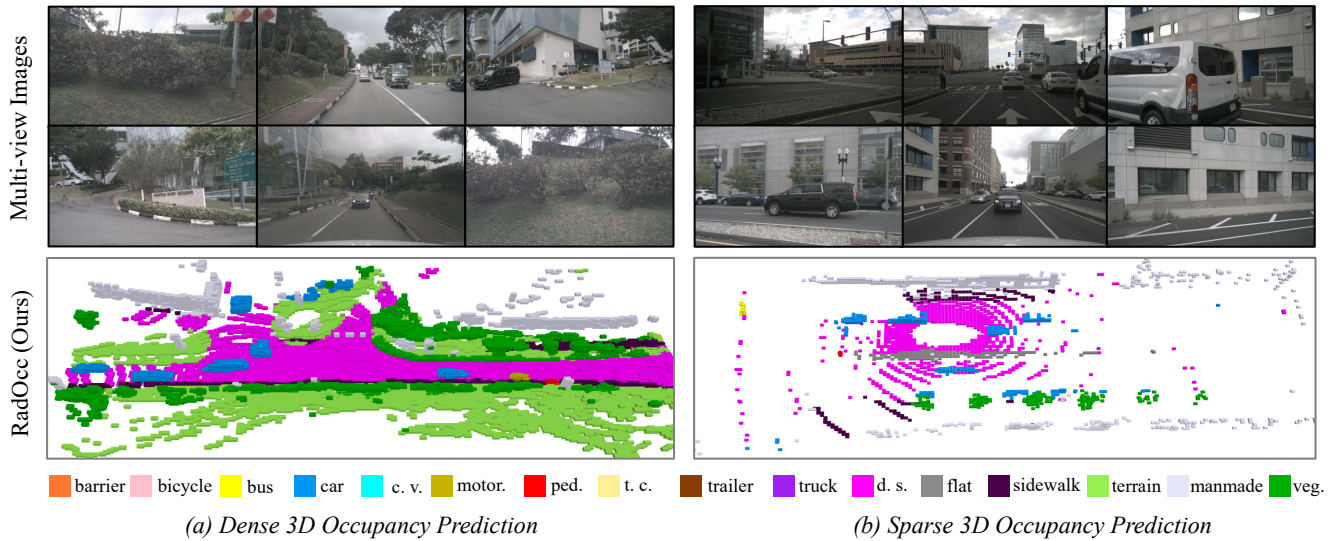 Multi-view Images
RadOcc (Ours)
barrier bicycle bus car c. v. motor. ped. t. c. trailer truck d. s. flat sidewalk terrain manmade veg.
(a) Dense 3D Occupancy Prediction
(b) Sparse 3D Occupancy Prediction